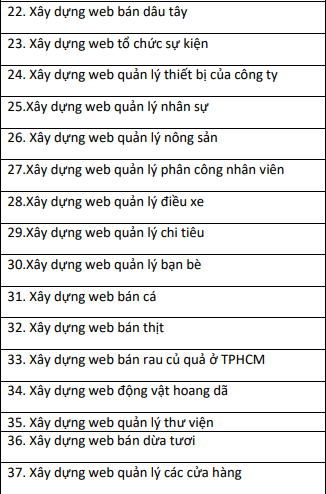 22. Xây dựng web bán dâu tây
23. Xây dựng web tổ chức sự kiện
24. Xây dựng web quản lý thiết bị của công ty
25.Xây dựng web quản lý nhân sự
26. Xây dựng web quản lý nông sản
27.Xây dựng web quản lý phân công nhân viên
28.Xây dựng web quản lý điều xe
29.Xây dựng web quản lý chi tiêu
30.Xây dựng web quản lý bạn bè
31. Xây dựng web bán cá
32. Xây dựng web bán thịt
33. Xây dựng web bán rau củ quả ở TPHCM
34. Xây dựng web động vật hoang dã
35. Xây dựng web quản lý thư viện
36. Xây dựng web bán dừa tươi
37. Xây dựng web quản lý các cửa hàng